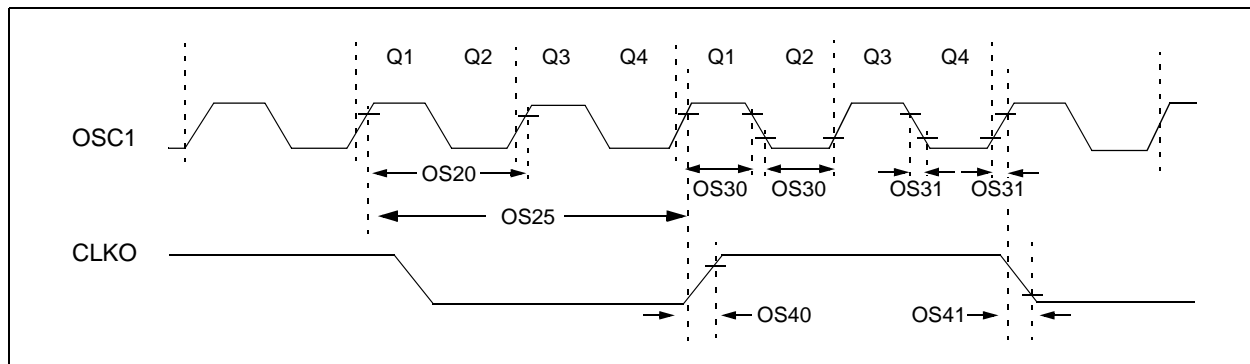 Q1 Q2 Q3 Q4 Q1 Q2 Q3 Q4
OSC1
OS20 OS30 OS30 OS31 OS31
OS25
CLKO
OS40 OS41